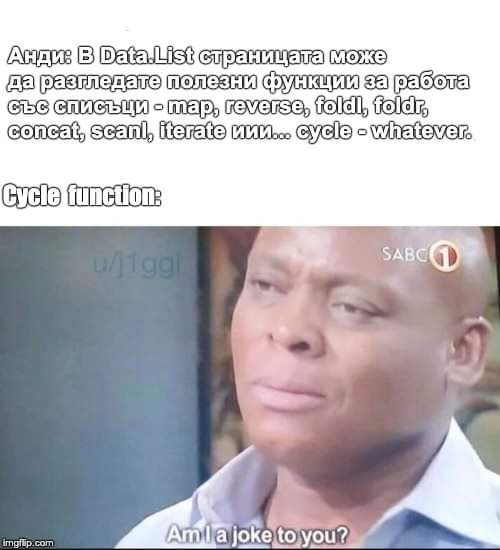 Анди: В Data.List страницата може
да разгледате полезни функции за работа
със списъци - map, reverse, foldl, foldr,
concat, scanl, iterate иии... cycle - whatever.
Cycle function:
u/j1ggl
SABC 1
Am I a joke to you?
imgflip.com